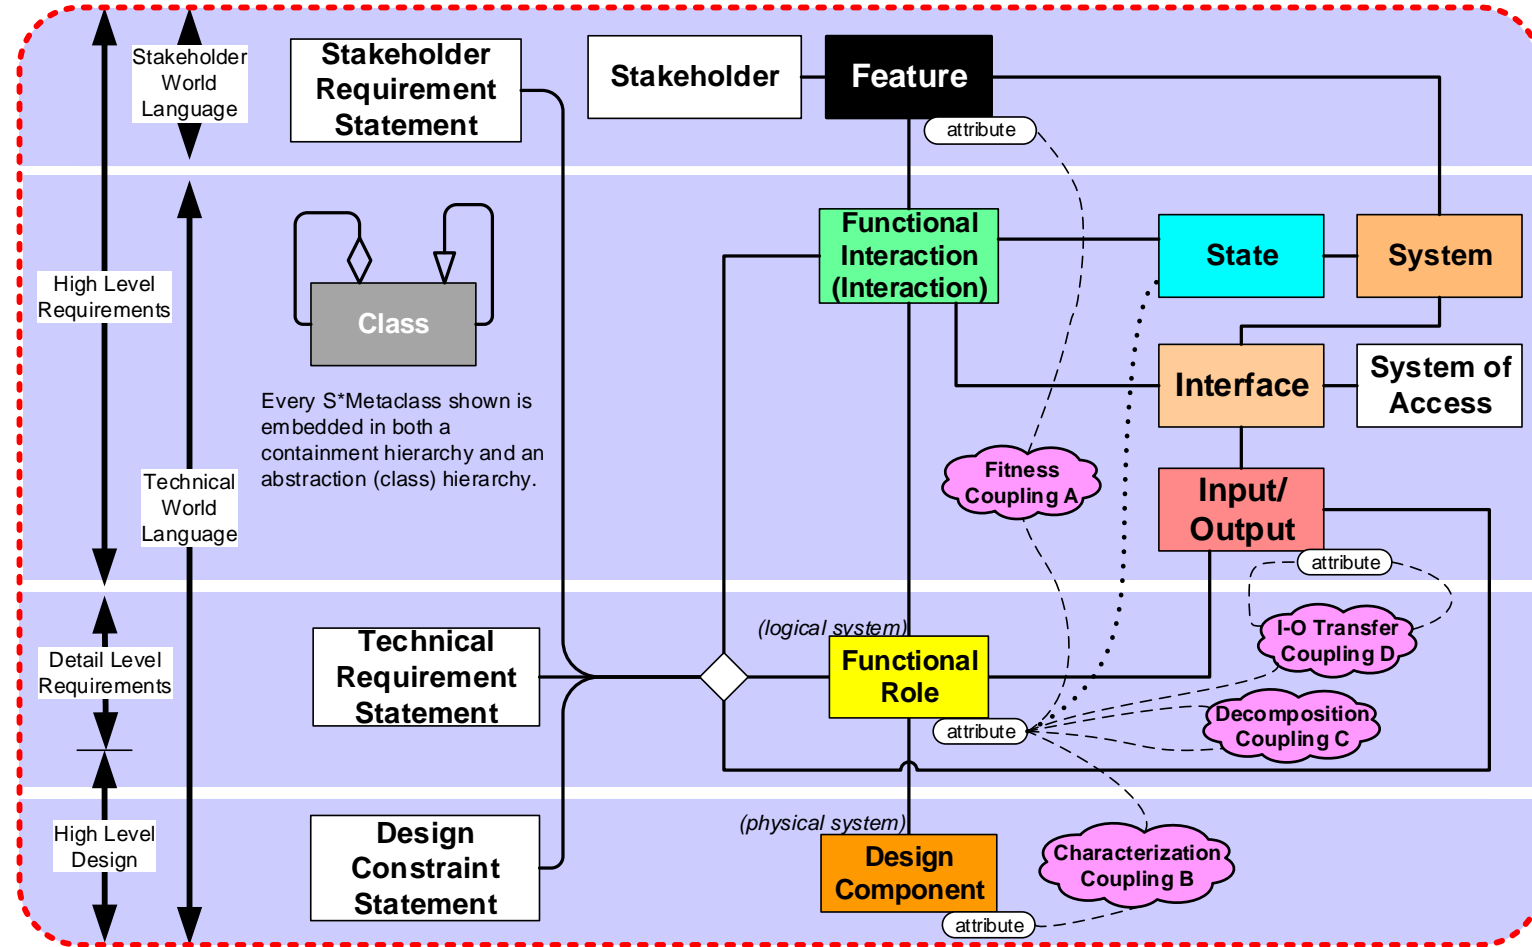 Stakeholder
World
Language
Stakeholder
Requirement
Statement
Stakeholder
Feature
attribute
High Level
Requirements
Technical
World
Language
Class
Every S*Metaclass shown is
embedded in both a
containment hierarchy and an
abstraction (class) hierarchy.
Functional
Interaction
(Interaction)
State
System
Interface
System of
Access
Fitness
Coupling A
Input/
Output
attribute
Detail Level
Requirements
Technical
Requirement
Statement
(logical system)
Functional
Role
attribute
I-O Transfer
Coupling D
Decomposition
Coupling C
High Level
Design
Design
Constraint
Statement
(physical system)
Design
Component
attribute
Characterization
Coupling B